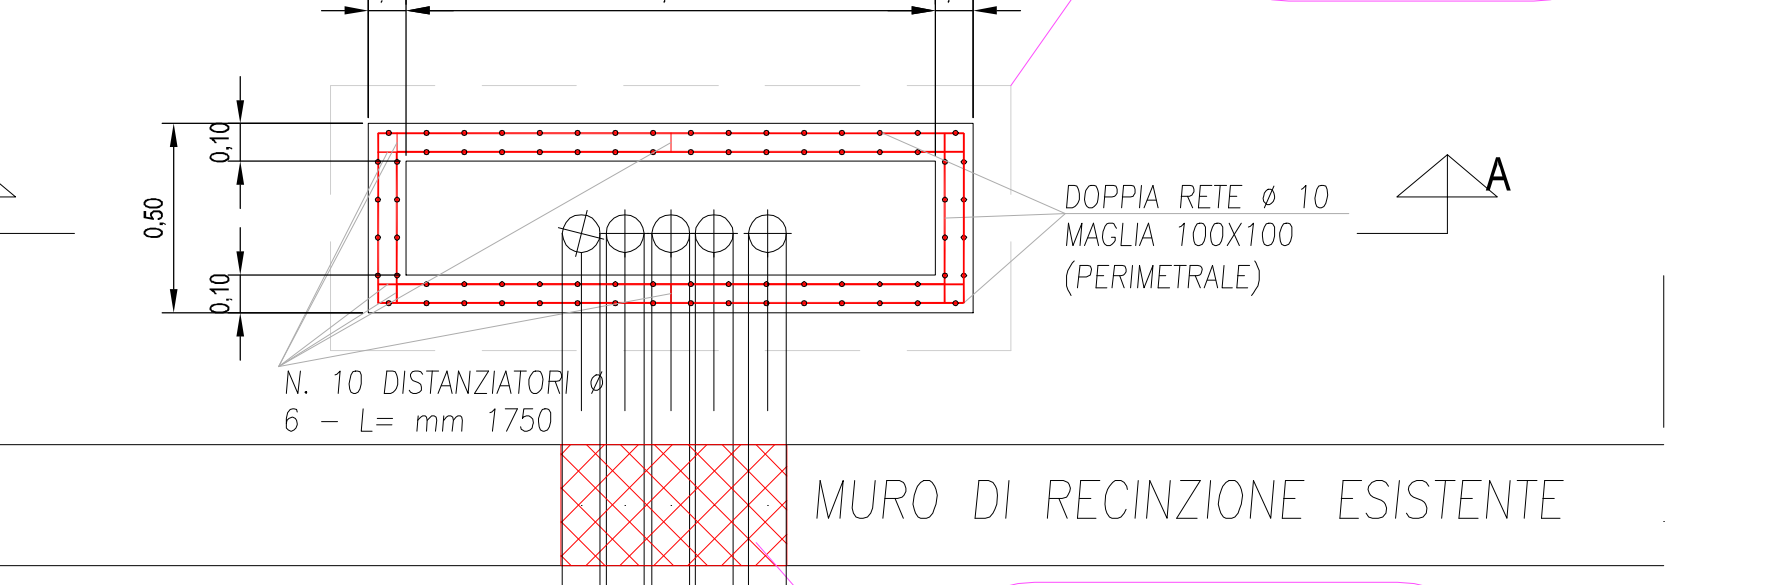 0,10
0,50
0,10
A
DOPPIA RETE ø 10
MAGLIA 100X100
(PERIMETRALE)
N. 10 DISTANZIATORI ø
6 - L= mm 1750
MURO DI RECINZIONE ESISTENTE